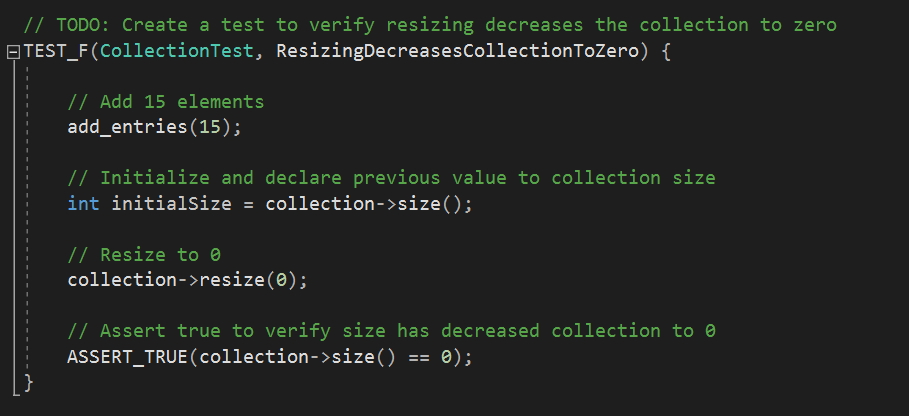 // TODO: Create a test to verify resizing decreases the collection to zero
TEST_F(CollectionTest, ResizingDecreasesCollectionToZero) {
// Add 15 elements
add_entries(15);
// Initialize and declare previous value to collection size
int initialSize = collection->size();
// Resize to 0
collection->resize(0);
// Assert true to verify size has decreased collection to 0
ASSERT_TRUE(collection->size() == 0);
}